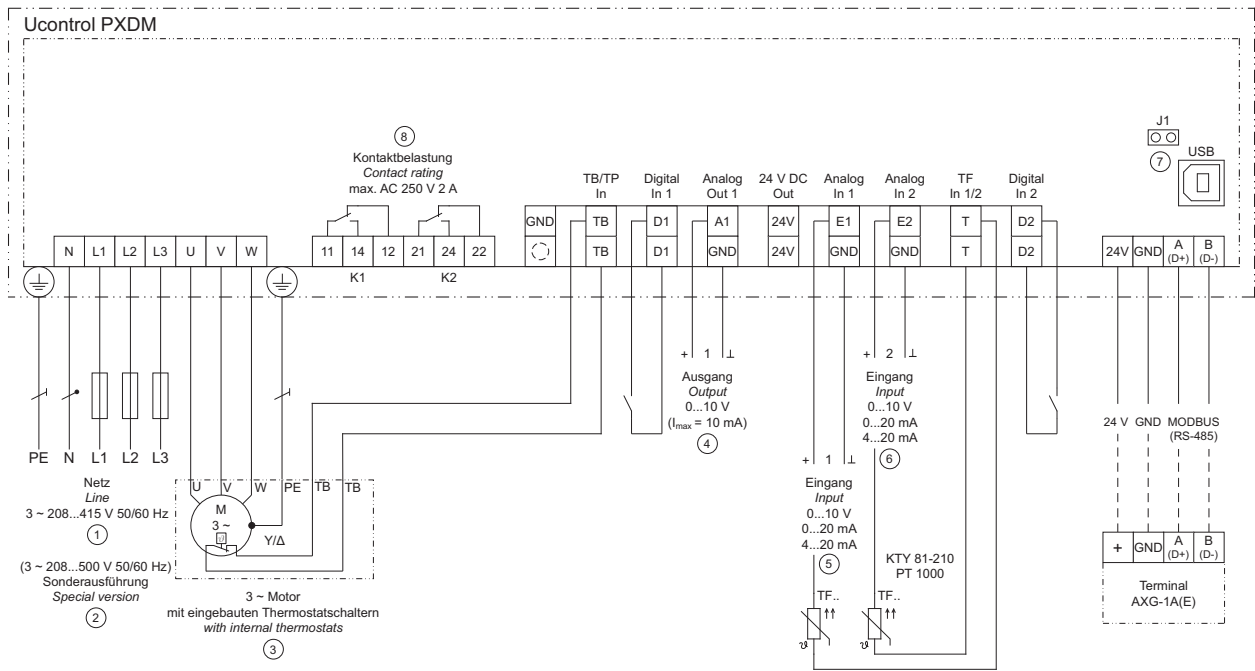 Ucontrol PXDM
J1
7
USB
8
Kontaktbelastung
Contact rating
max. AC 250 V 2 A
TB/TP In
Digital In 1
Analog Out 1
24 V DC Out
Analog In 1
Analog In 2
TF In 1/2
Digital In 2
GND TB D1 A1 24V E1 E2 T D2
N L1 L2 L3 U V W
11 14 12 21 24 22
TB D1 GND 24V GND GND T D2
24V GND A (D+) B (D-)
K1 K2
+ 1 ⊥
Ausgang
Output
0...10 V
(Imax = 10 mA)
4
+ 2 ⊥
Eingang
Input
0...10 V
0...20 mA
4...20 mA
6
24 V GND MODBUS
(RS-485)
PE N L1 L2 L3
Netz
Line
3 ~ 208...415 V 50/60 Hz
1
(3 ~ 208...500 V 50/60 Hz)
Sonderausführung
Special version
2
U V W PE TB TB
M
3 ~
ϑ
Y/Δ
3 ~ Motor
mit eingebauten Thermostatschaltern
with internal thermostats
3
+ 1 ⊥
Eingang
Input
0...10 V
0...20 mA
4...20 mA
5
KTY 81-210
PT 1000
TF..
ϑ
TF..
ϑ
+ GND A (D+) B (D-)
Terminal
AXG-1A(E)